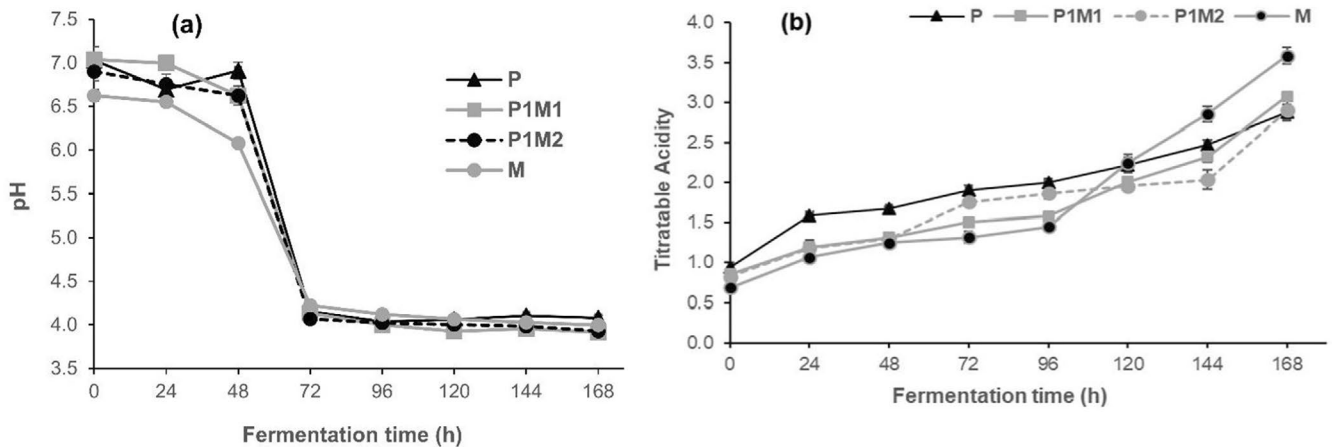 (a)
7.5
7.0
6.5
6.0
5.5
5.0
4.5
4.0
3.5
pH
P
P1M1
P1M2
M
0 24 48 72 96 120 144 168
Fermentation time (h)
(b)
P P1M1 P1M2 M
4.0
3.5
3.0
2.5
2.0
1.5
1.0
0.5
0.0
Titratable Acidity
0 24 48 72 96 120 144 168
Fermentation time (h)